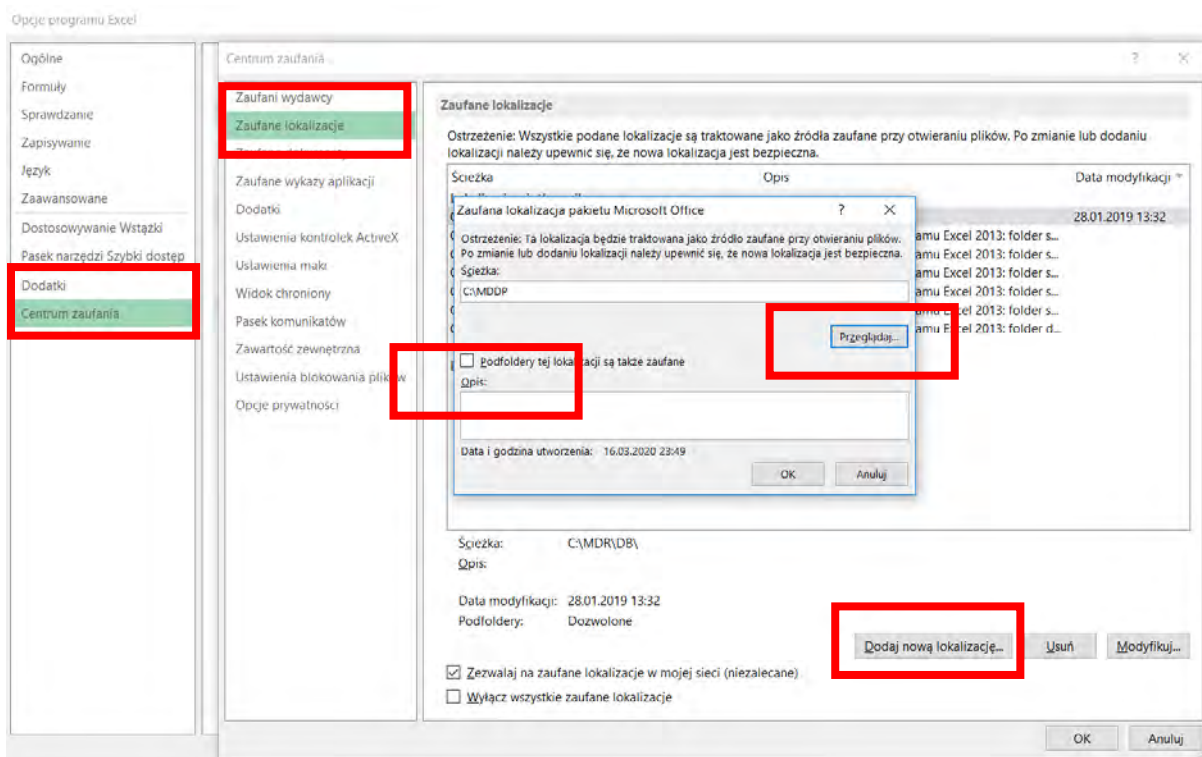 Opcje programu Excel
Ogólne
Formuły
Sprawdzanie
Zapisywanie
Język
Zaawansowane
Dostosowywanie Wstążki
Pasek narzędzi Szybki dostęp
Dodatki
Centrum zaufania
Centrum zaufania
?
Zaufani wydawcy
Zaufane lokalizacje
Zaufane wykazy aplikacji
Dodatki
Ustawienia kontrolek ActiveX
Ustawienia makr
Widok chroniony
Pasek komunikatów
Zawartość zewnętrzna
Ustawienia blokowania plików
Opcje prywatności
Zaufane lokalizacje
Ostrzeżenie: Wszystkie podane lokalizacje są traktowane jako źródła zaufane przy otwieraniu plików. Po zmianie lub dodaniu
lokalizacji należy upewnić się, że nowa lokalizacja jest bezpieczna.
Ścieżka Opis Data modyfikacji
28.01.2019 13:32
amu Excel 2013: folder s...
amu Excel 2013: folder s...
amu Excel 2013: folder s...
amu Excel 2013: folder s...
amu Excel 2013: folder d...
Zaufana lokalizacja pakietu Microsoft Office ?
Ostrzeżenie: Ta lokalizacja będzie traktowana jako źródło zaufane przy otwieraniu plików.
Po zmianie lub dodaniu lokalizacji należy upewnić się, że nowa lokalizacja jest bezpieczna.
Ścieżka:
C:\MDDP
Przeglądaj...
Podfoldery tej lokalizacji są także zaufane
Opis:
Data i godzina utworzenia: 16.03.2020 23:49
OK Anuluj
Ścieżka: C:\MDR\DB\
Opis:
Data modyfikacji: 28.01.2019 13:32
Podfoldery: Dozwolone
Dodaj nową lokalizację... Usuń Modyfikuj...
Zezwalaj na zaufane lokalizacje w mojej sieci (niezalecane)
Wyłącz wszystkie zaufane lokalizacje
OK Anuluj